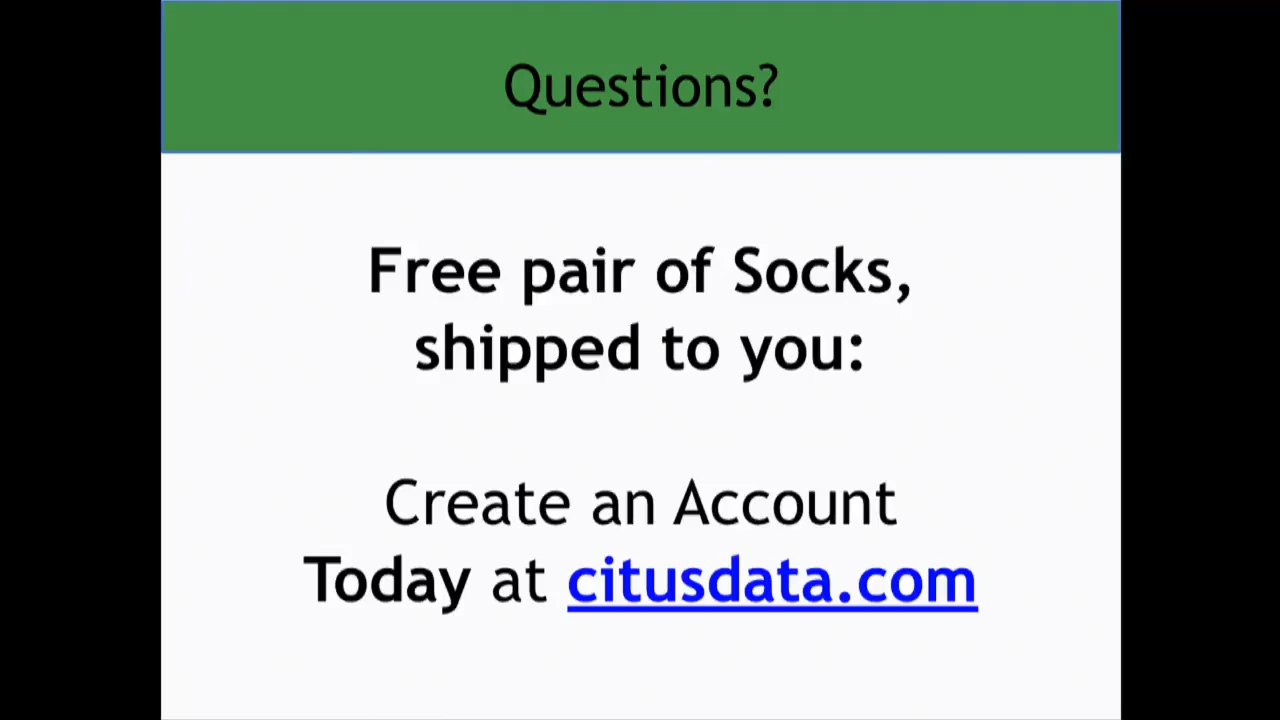 Questions?
Free pair of Socks,
shipped to you:
Create an Account
Today at citusdata.com